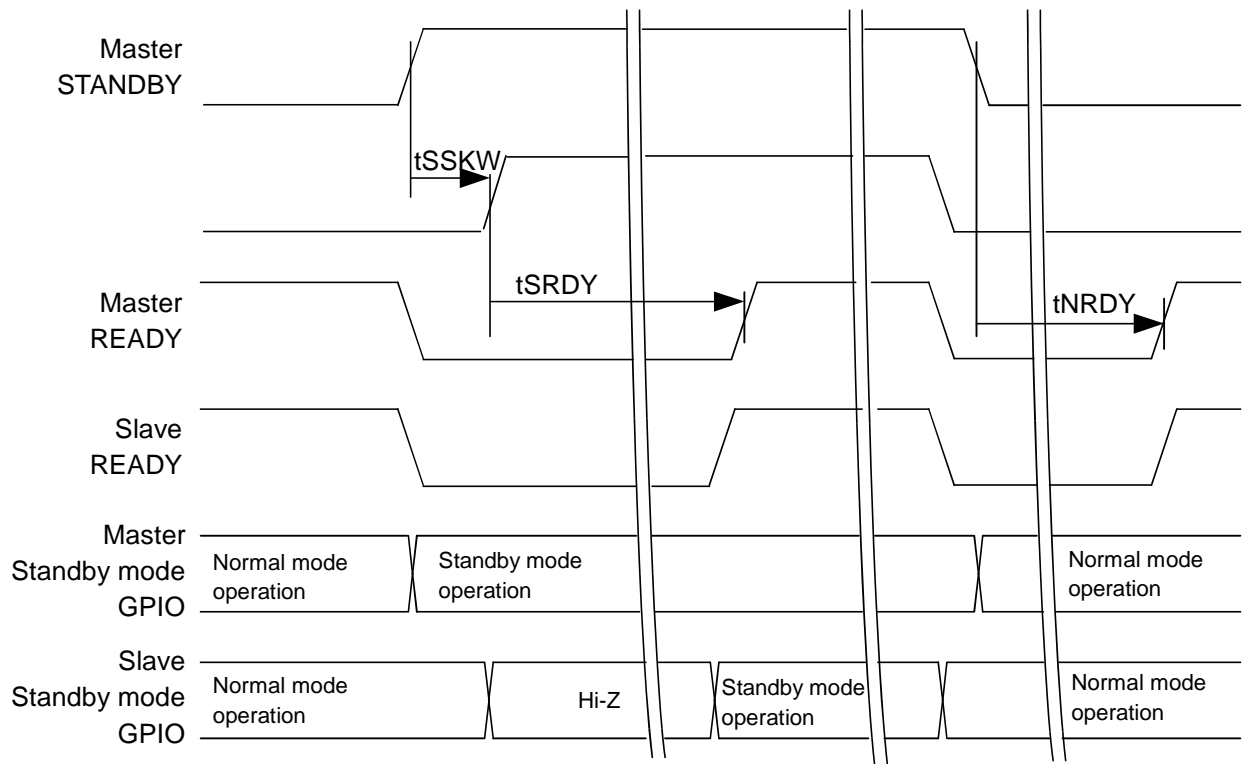 Master
STANDBY
tSSKW
tSRDY
Master
READY
tNRDY
Slave
READY
Master
Standby mode
GPIO
Normal mode
operation
Standby mode
operation
Normal mode
operation
Slave
Standby mode
GPIO
Normal mode
operation
Hi-Z
Standby mode
operation
Normal mode
operation